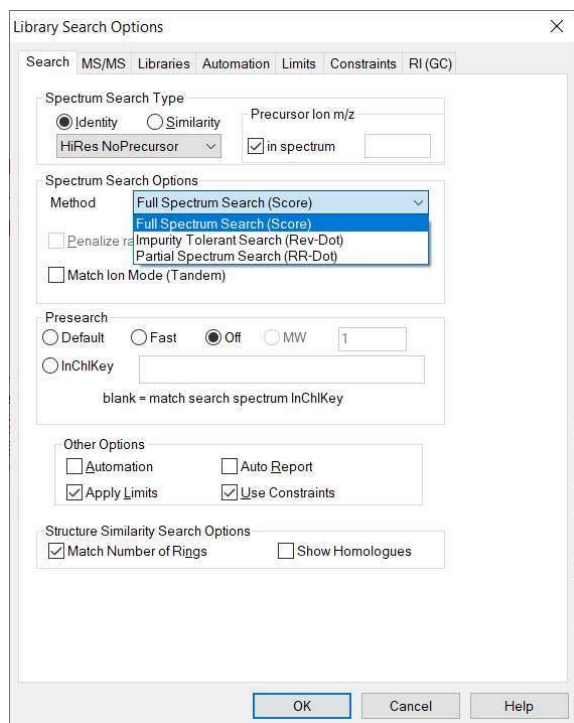 Library Search Options
Search MS/MS Libraries Automation Limits Constraints RI (GC)
Spectrum Search Type
Identity Similarity
HiRes NoPrecursor
Precursor Ion m/z
in spectrum
Spectrum Search Options
Method Full Spectrum Search (Score)
Full Spectrum Search (Score)
Impurity Tolerant Search (Rev-Dot)
Partial Spectrum Search (RR-Dot)
Penalize
Match Ion Mode (Tandem)
Presearch
Default Fast Off MW 1
InChIKey
blank = match search spectrum InChIKey
Other Options
Automation Auto Report
Apply Limits Use Constraints
Structure Similarity Search Options
Match Number of Rings Show Homologues
OK Cancel Help